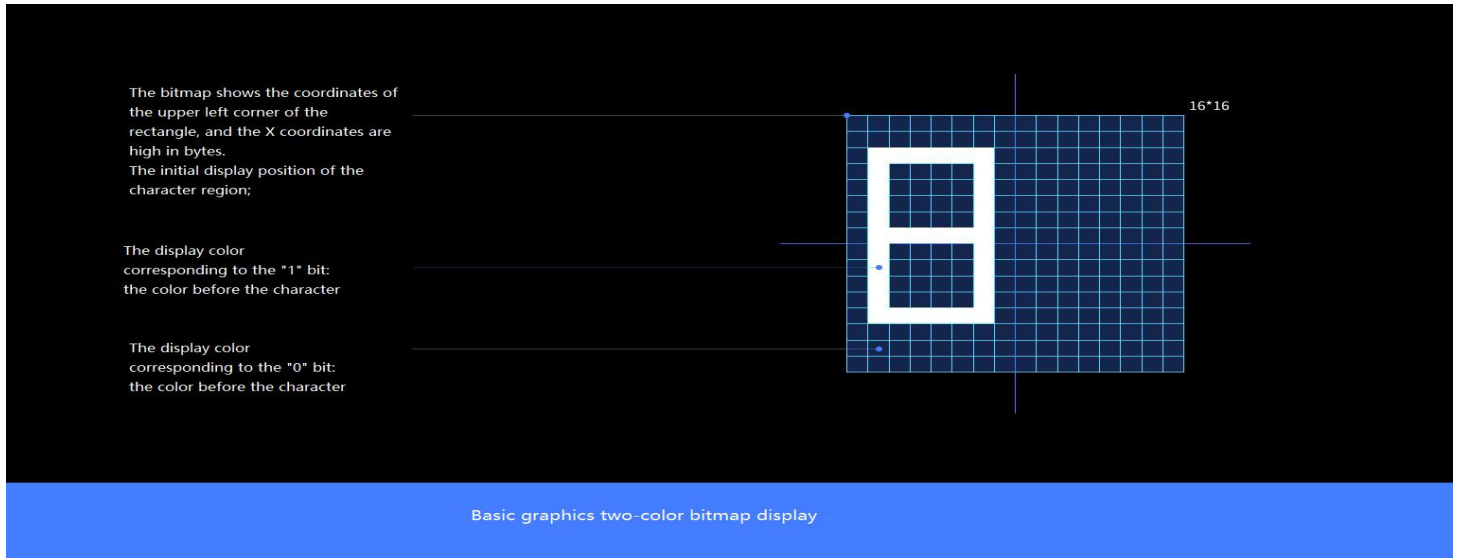 The bitmap shows the coordinates of
the upper left corner of the
rectangle, and the X coordinates are
high in bytes.
The initial display position of the
character region;
16*16
The display color
corresponding to the "1" bit:
the color before the character
The display color
corresponding to the "0" bit:
the color before the character
Basic graphics two-color bitmap display